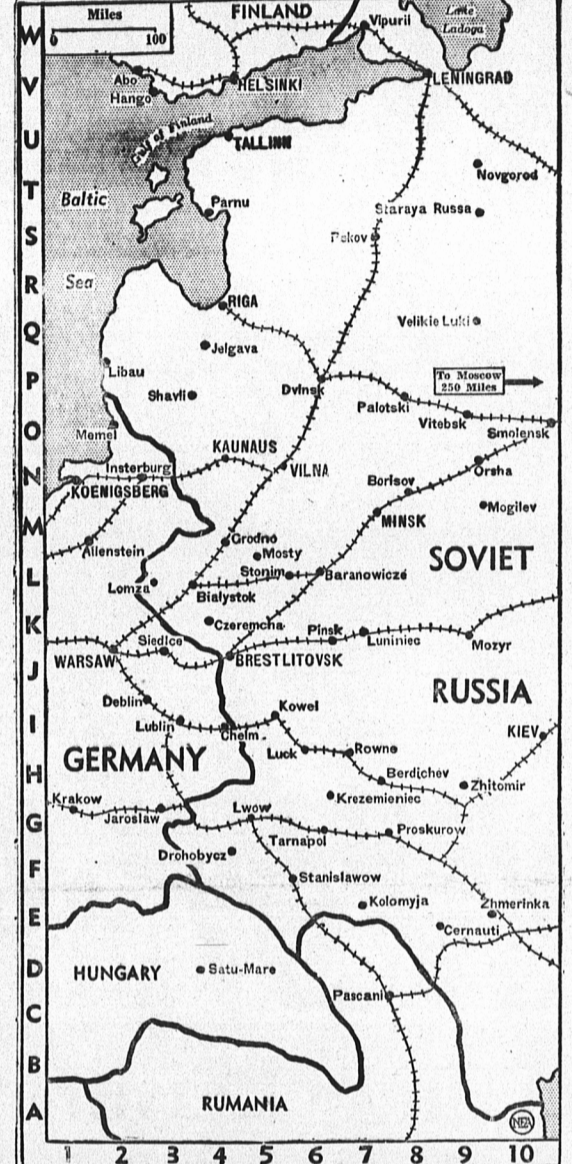 Miles
0 100
FINLAND
Vipurii
Lake
Ladoga
W
Abo
HELSINKI
LENINGRAD
V
Hango
Gulf of Finland
U
TALLINN
Novgorod
T
Baltic
Parnu
Staraya Russa
S
Pskov
Sea
R
RIGA
Velikie Luki
Q
Jelgava
To Moscow
250 Miles
P
Libau
Dvinsk
Shavli
Palotski
Vitebsk
O
Memel
Smolensk
KAUNAUS
VILNA
N
Insterburg
Orsha
KOENIGSBERG
Borisov
Mogilev
M
MINSK
Allenstein
Grodno
Mosty
SOVIET
L
Lomza
Stonim
Baranowicze
Bialystok
K
Czeremcha
Pinsk
Luniniec
Mozyr
Siedlce
J
WARSAW
BRESTLITOVSK
RUSSIA
Deblin
Kowel
I
Lublin
Chelm
KIEV
Luck
Rowne
GERMANY
H
Berdichev
Zhitomir
Krakow
Krezemieniec
Jaroslaw
Lwow
G
Tarnapol
Proskurow
Drohobycz
F
Stanislawow
Kolomyja
Zhmerinka
E
Cernauti
D
HUNGARY
Satu-Mare
Pascani
C
B
RUMANIA
A
NEA
1 2 3 4 5 6 7 8 9 10